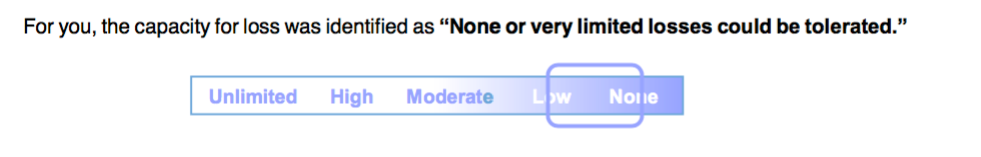 For you, the capacity for loss was identified as “None or very limited losses could be tolerated.”
Unlimited High Moderate Low None